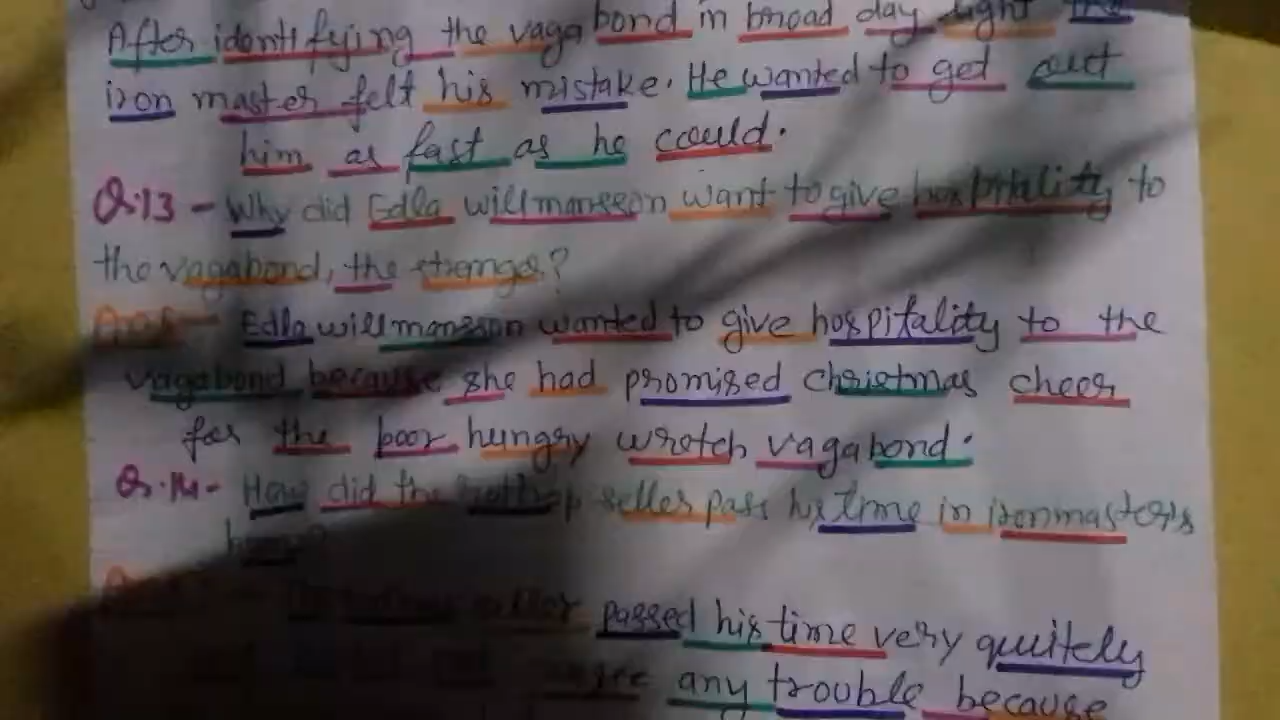 After identifying the vagabond in broad day light the
iron master felt his mistake. He wanted to get out
him as fast as he could.
Q.13 - Why did Edla willmansson want to give hospitality to
the vagabond, the
Edla willmansson wanted to give hospitality to the
vagabond because she had promised christmas cheer
for the poor hungry wretch vagabond.
Q.14- How did the seller pass his time in ironmaster's
passed his time very quitely
any trouble because